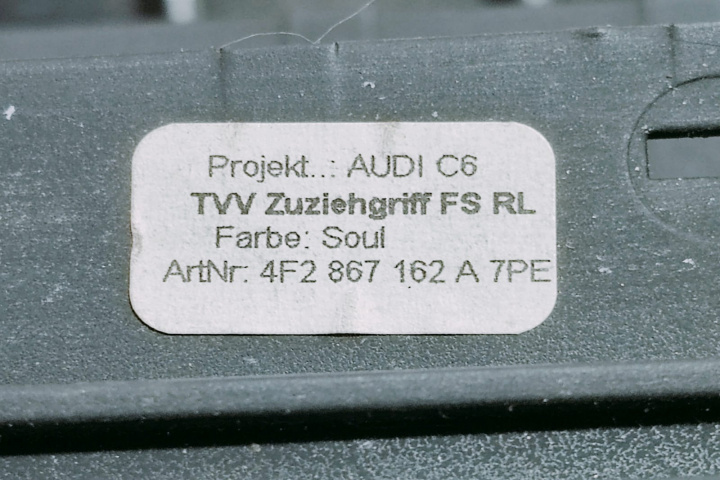 Projekt..: AUDI C6
TVV Zuziehgriff FS RL
Farbe: Soul
ArtNr: 4F2 867 162 A 7PE